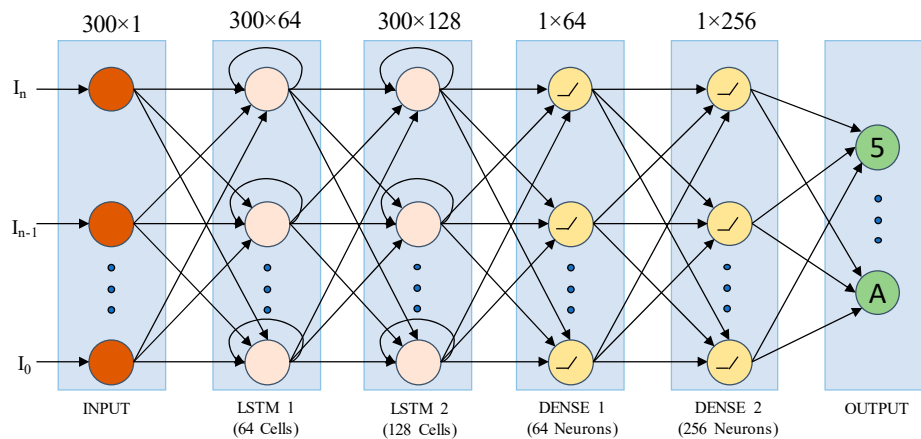 300×1 300×64 300×128 1×64 1×256
In
5
In-1
A
I0
INPUT LSTM 1 LSTM 2 DENSE 1 DENSE 2 OUTPUT
(64 Cells) (128 Cells) (64 Neurons) (256 Neurons)